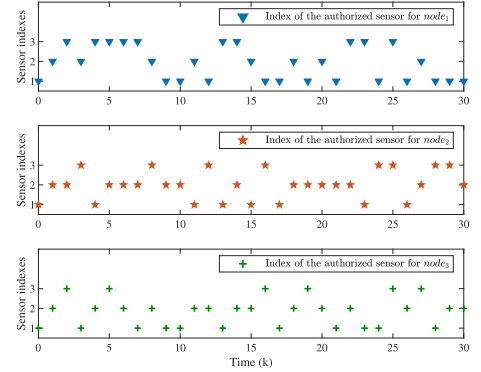 Index of the authorized sensor for node₁
Sensor indexes
3
2
1
0 5 10 15 20 25 30
Index of the authorized sensor for node₂
Sensor indexes
3
2
1
0 5 10 15 20 25 30
Index of the authorized sensor for node₃
Sensor indexes
3
2
1
0 5 10 15 20 25 30
Time (k)